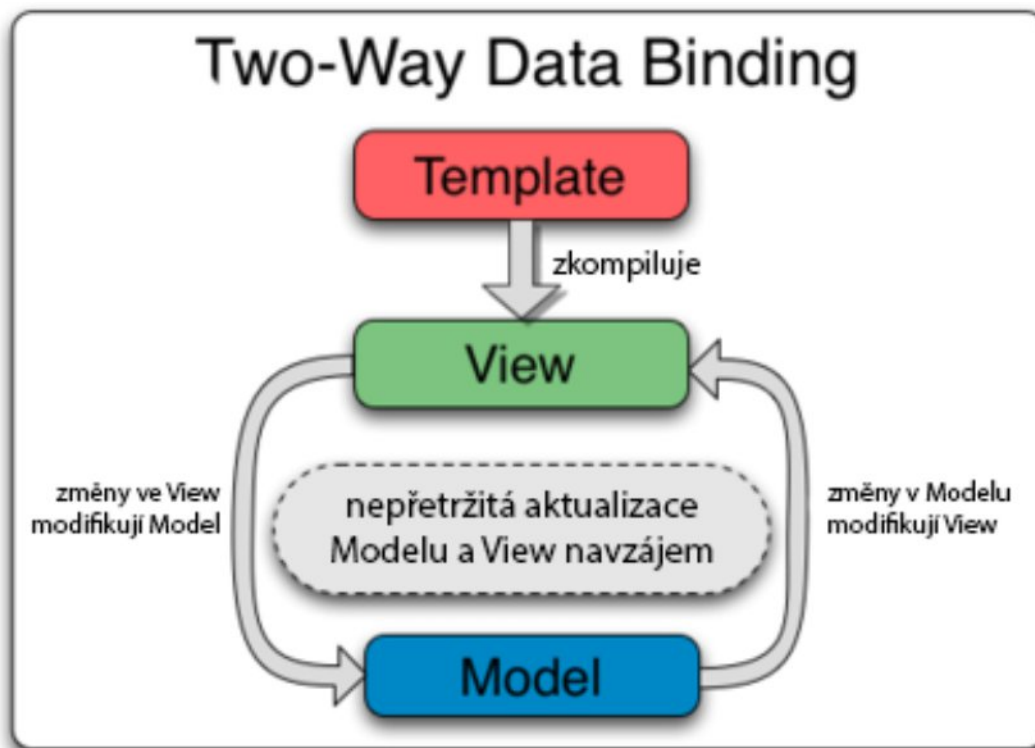 Two-Way Data Binding
Template
zkompiluje
View
změny ve View
modifikují Model
nepřetržitá aktualizace
Modelu a View navzájem
změny v Modelu
modifikují View
Model